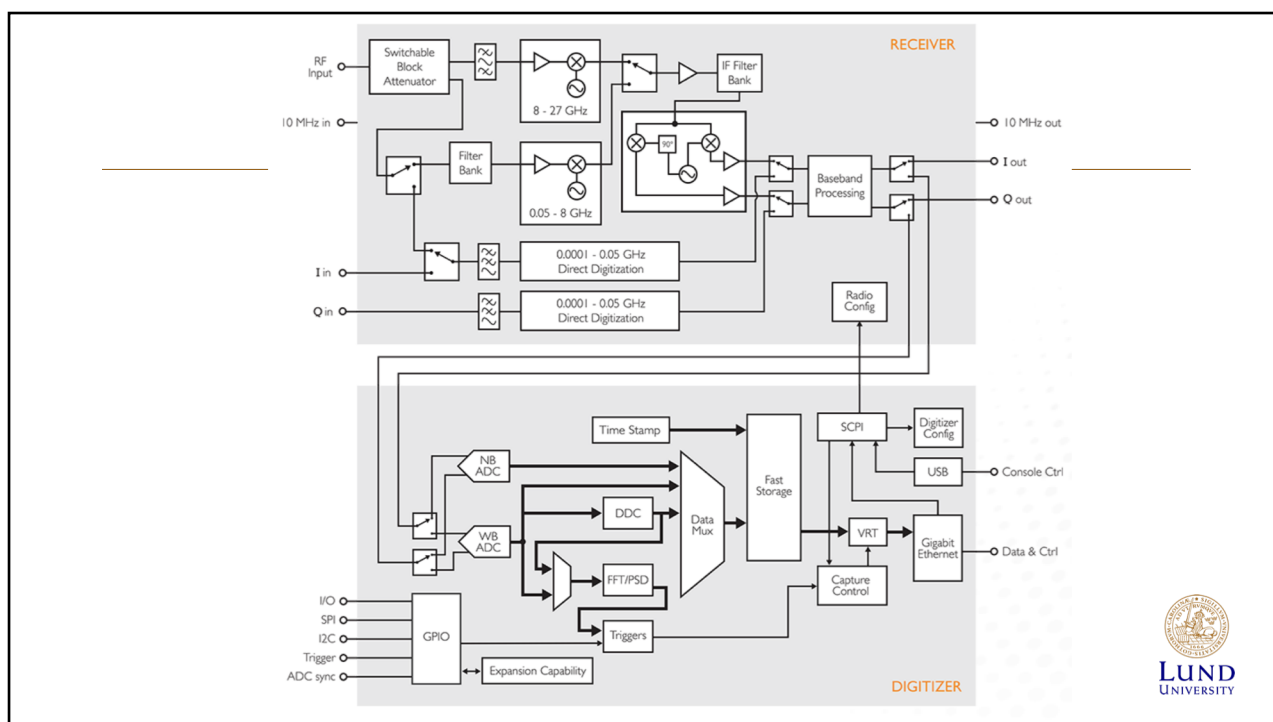 RECEIVER
RF
Input
Switchable
Block
Attenuator
8 - 27 GHz
IF Filter
Bank
10 MHz in
10 MHz out
Filter
Bank
0.05 - 8 GHz
90°
Baseband
Processing
I out
Q out
I in
0.0001 - 0.05 GHz
Direct Digitization
Q in
0.0001 - 0.05 GHz
Direct Digitization
Radio
Config
Time Stamp
SCPI
Digitizer
Config
NB
ADC
Fast
Storage
USB
Console Ctrl
WB
ADC
DDC
Data
Mux
VRT
Gigabit
Ethernet
Data & Ctrl
FFT/PSD
Capture
Control
I/O
SPI
I2C
Trigger
ADC sync
GPIO
Triggers
Expansion Capability
DIGITIZER
LUND
UNIVERSITY